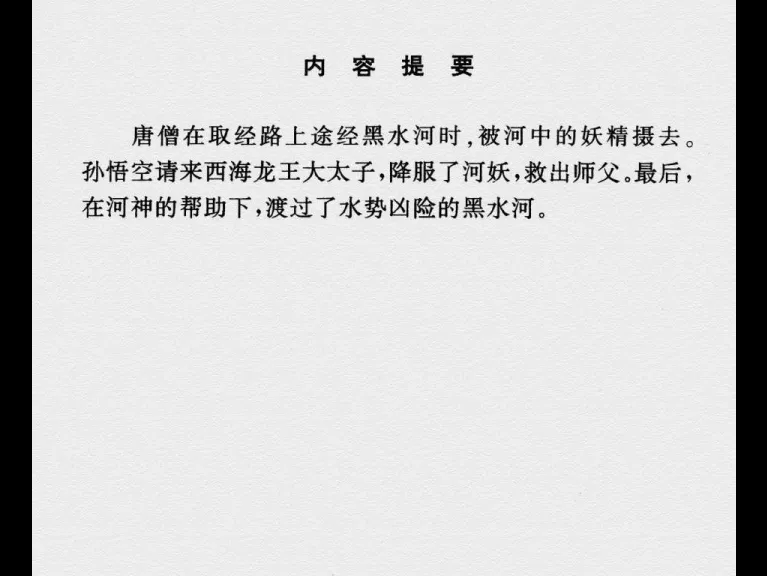 内容提要
唐僧在取经路上途经黑水河时,被河中的妖精摄去。
孙悟空请来西海龙王大太子,降服了河妖,救出师父。最后,
在河神的帮助下,渡过了水势凶险的黑水河。